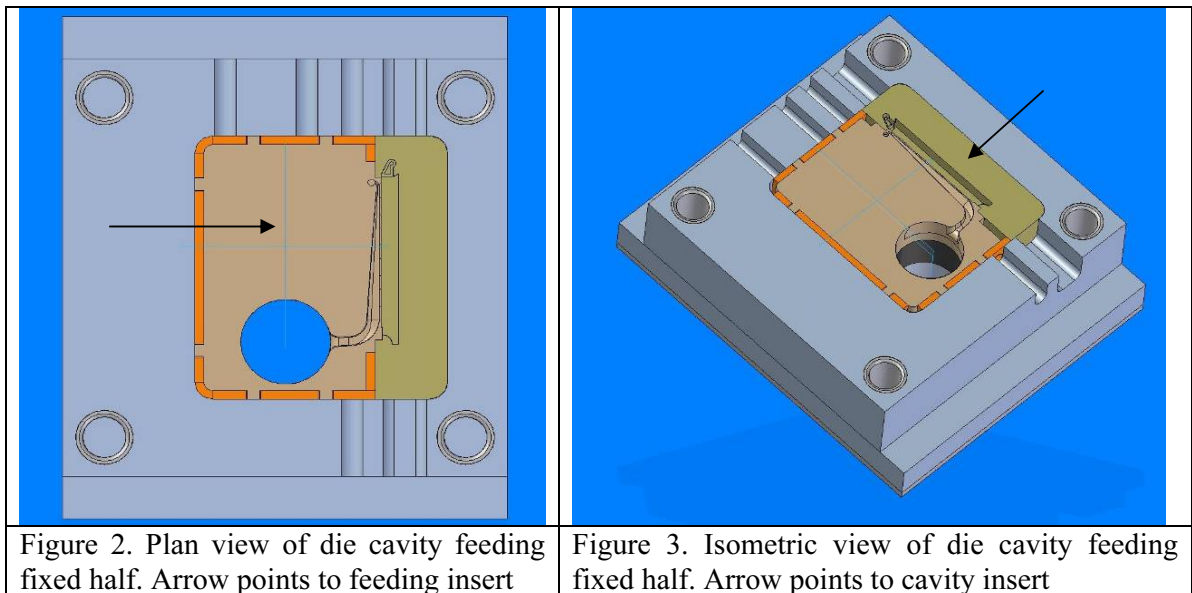 Figure 2. Plan view of die cavity feeding
fixed half. Arrow points to feeding insert
Figure 3. Isometric view of die cavity feeding
fixed half. Arrow points to cavity insert